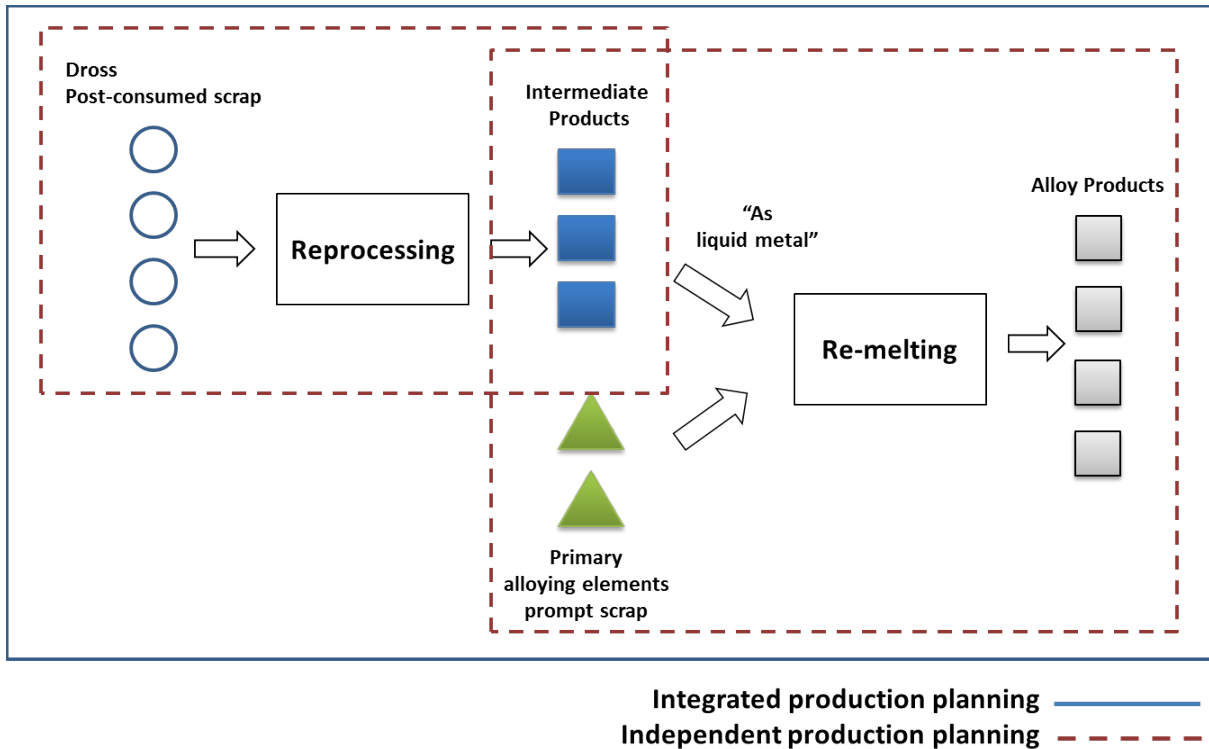 Dross
Post-consumed scrap
Intermediate
Products
Reprocessing
“As
liquid metal”
Alloy Products
Re-melting
Primary
alloying elements
prompt scrap
Integrated production planning
Independent production planning